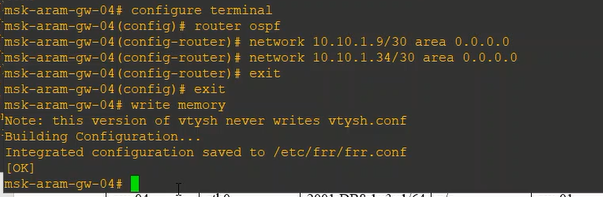 msk-aram-gw-04# configure terminal
msk-aram-gw-04(config)# router ospf
msk-aram-gw-04(config-router)# network 10.10.1.9/30 area 0.0.0.0
msk-aram-gw-04(config-router)# network 10.10.1.34/30 area 0.0.0.0
msk-aram-gw-04(config-router)# exit
msk-aram-gw-04(config)# exit
msk-aram-gw-04# write memory
Note: this version of vtysh never writes vtysh.conf
Building Configuration...
Integrated configuration saved to /etc/frr/frr.conf
[OK]
msk-aram-gw-04#